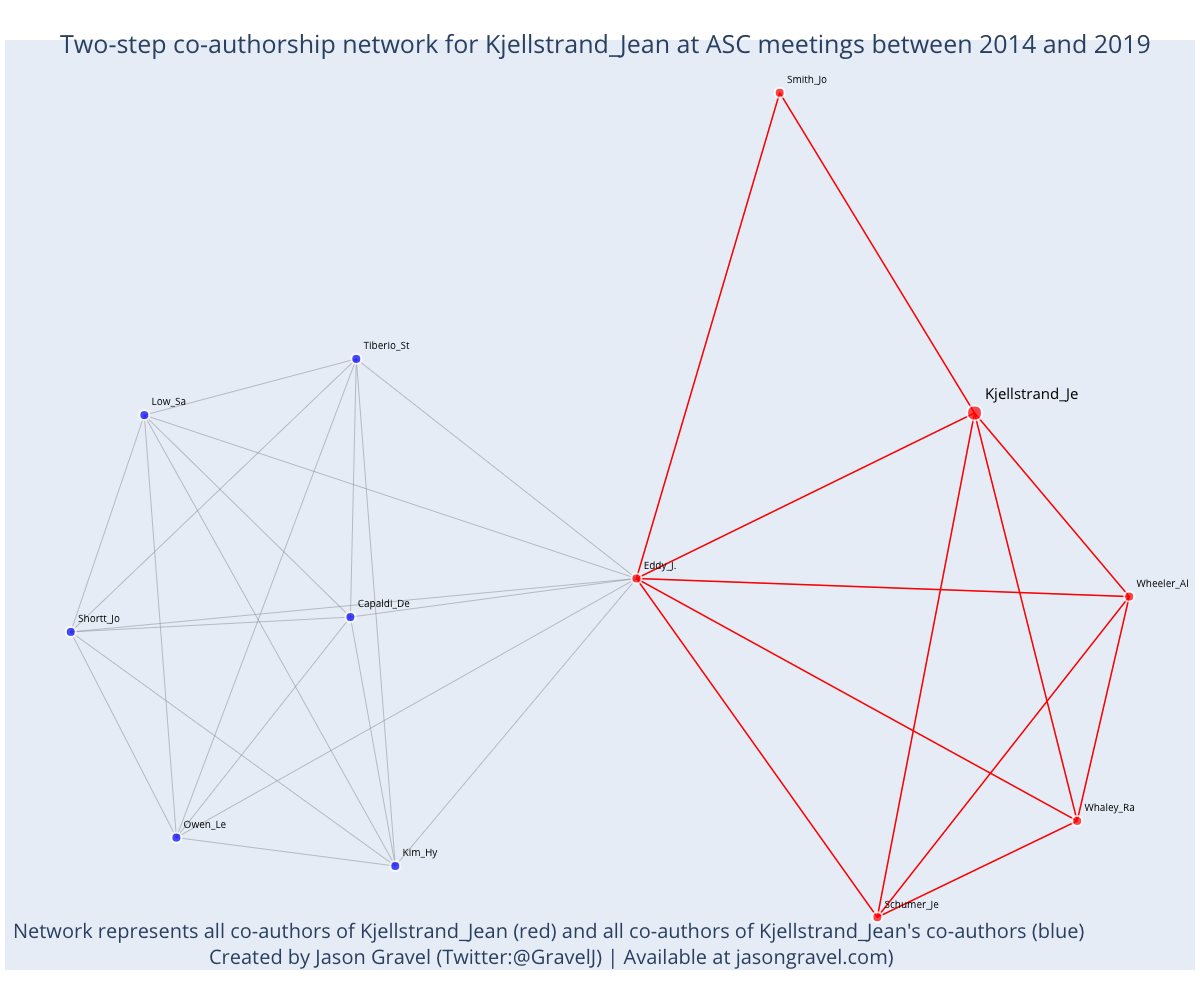 Two-step co-authorship network for Kjellstrand_Jean at ASC meetings between 2014 and 2019
Smith_Jo
Tiberio_St
Kjellstrand_Je
Low_Sa
Eddy_J.
Wheeler_Al
Capaldi_De
Shortt_Jo
Whaley_Ra
Owen_Le
Kim_Hy
Schumer_Je
Network represents all co-authors of Kjellstrand_Jean (red) and all co-authors of Kjellstrand_Jean's co-authors (blue)
Created by Jason Gravel (Twitter:@GravelJ) | Available at jasongravel.com)